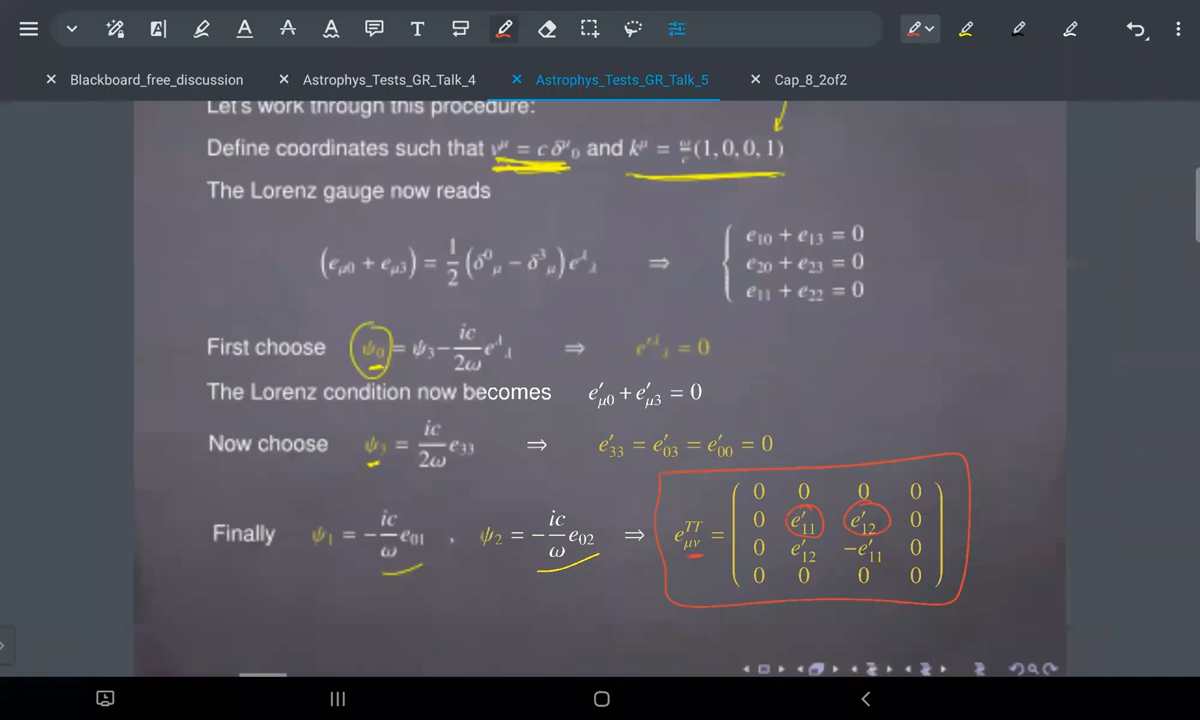 Blackboard_free_discussion
Astrophys_Tests_GR_Talk_4
Astrophys_Tests_GR_Talk_5
Cap_8_2of2
Let's work through this procedure:
Define coordinates such that v^μ = c δ^μ_0 and k^μ = ω/c (1, 0, 0, 1)
The Lorenz gauge now reads
(e_μ0 + e_μ3) = 1/2 (δ^0_μ − δ^3_μ) e^λ_λ ⇒ { e_10 + e_13 = 0
e_20 + e_23 = 0
e_11 + e_22 = 0
First choose ψ_0 = ψ_3 − ic/2ω e^λ_λ ⇒ e′^λ_λ = 0
The Lorenz condition now becomes e′_μ0 + e′_μ3 = 0
Now choose ψ_3 = ic/2ω e_33 ⇒ e′_33 = e′_03 = e′_00 = 0
Finally ψ_1 = − ic/ω e_01 , ψ_2 = − ic/ω e_02 ⇒ e^TT_μν = ( 0 0 0 0
0 e′_11 e′_12 0
0 e′_12 −e′_11 0
0 0 0 0 )